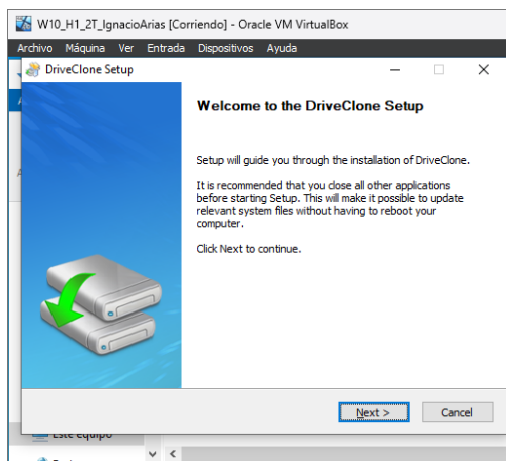 W10_H1_2T_IgnacioArias [Corriendo] - Oracle VM VirtualBox
Archivo Máquina Ver Entrada Dispositivos Ayuda
DriveClone Setup
Welcome to the DriveClone Setup
Setup will guide you through the installation of DriveClone.
It is recommended that you close all other applications
before starting Setup. This will make it possible to update
relevant system files without having to reboot your
computer.
Click Next to continue.
Next >
Cancel
Este equipo